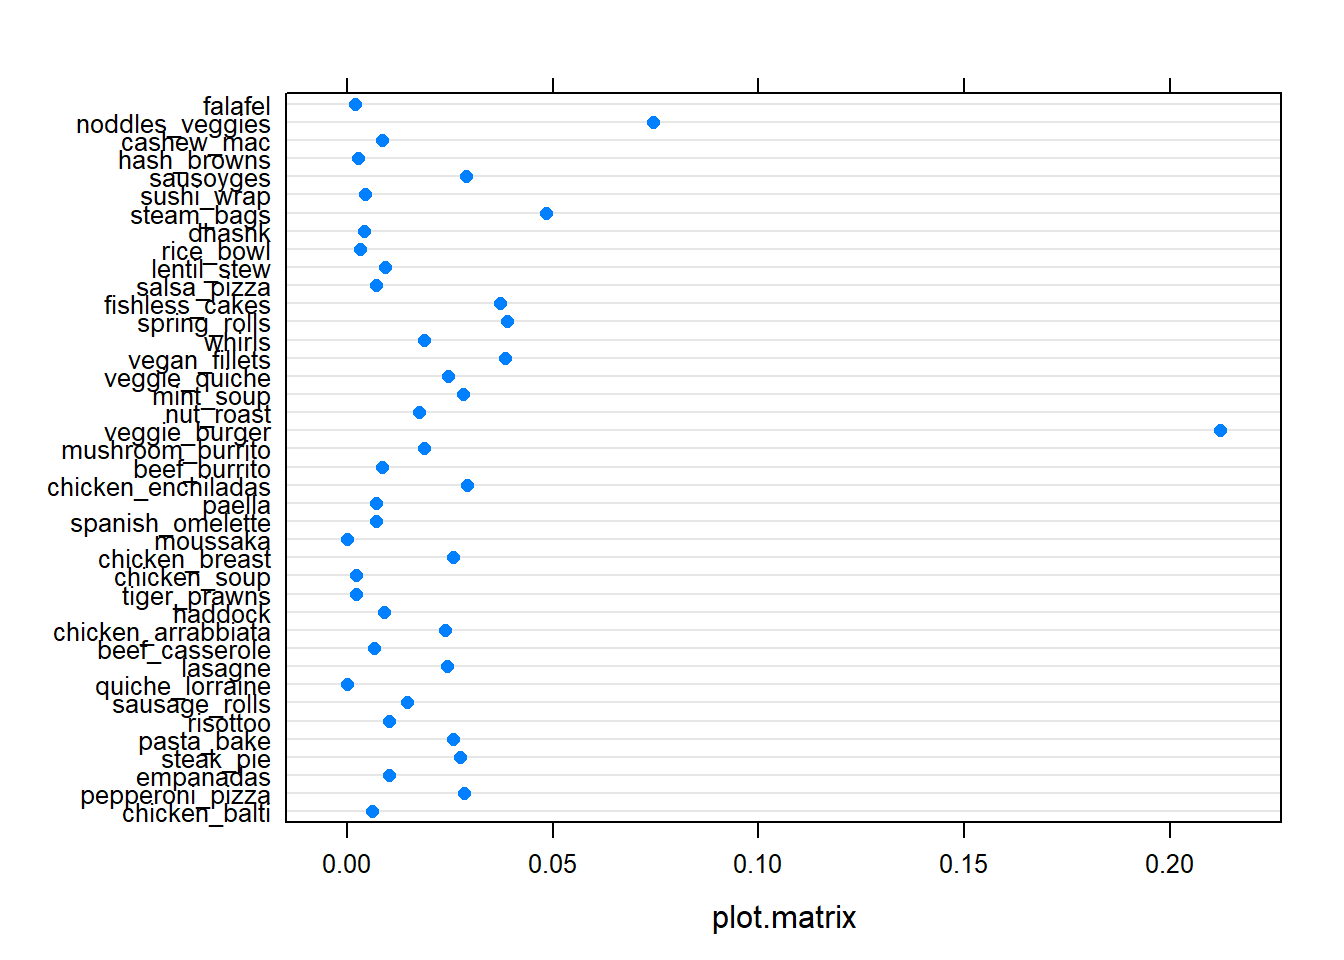 falafel
noddles_veggies
cashew_mac
hash_browns
sausoyges
sushi_wrap
steam_bags
dhashk
rice_bowl
lentil_stew
salsa_pizza
fishless_cakes
spring_rolls
whirls
vegan_fillets
veggie_quiche
mint_soup
nut_roast
veggie_burger
mushroom_burrito
beef_burrito
chicken_enchiladas
paella
spanish_omelette
moussaka
chicken_breast
chicken_soup
tiger_prawns
haddock
chicken_arrabbiata
beef_casserole
lasagne
quiche_lorraine
sausage_rolls
risottoo
pasta_bake
steak_pie
empanadas
pepperoni_pizza
chicken_balti
0.00 0.05 0.10 0.15 0.20
plot.matrix